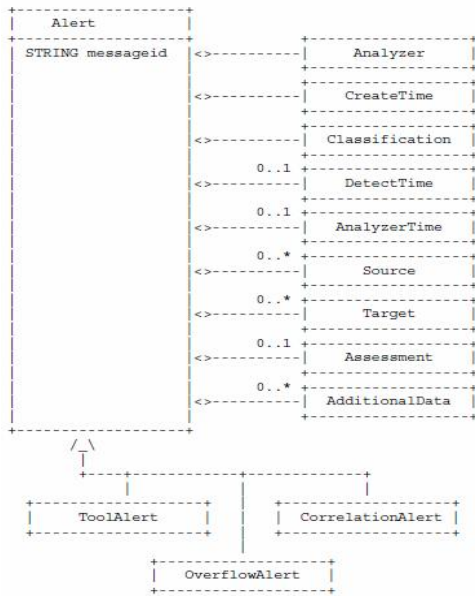 Alert
STRING messageid <>---------- Analyzer
<>---------- CreateTime
<>---------- Classification
0..1
<>---------- DetectTime
0..1
<>---------- AnalyzerTime
0..*
<>---------- Source
0..*
<>---------- Target
0..1
<>---------- Assessment
0..*
<>---------- AdditionalData
/_\
ToolAlert CorrelationAlert
OverflowAlert